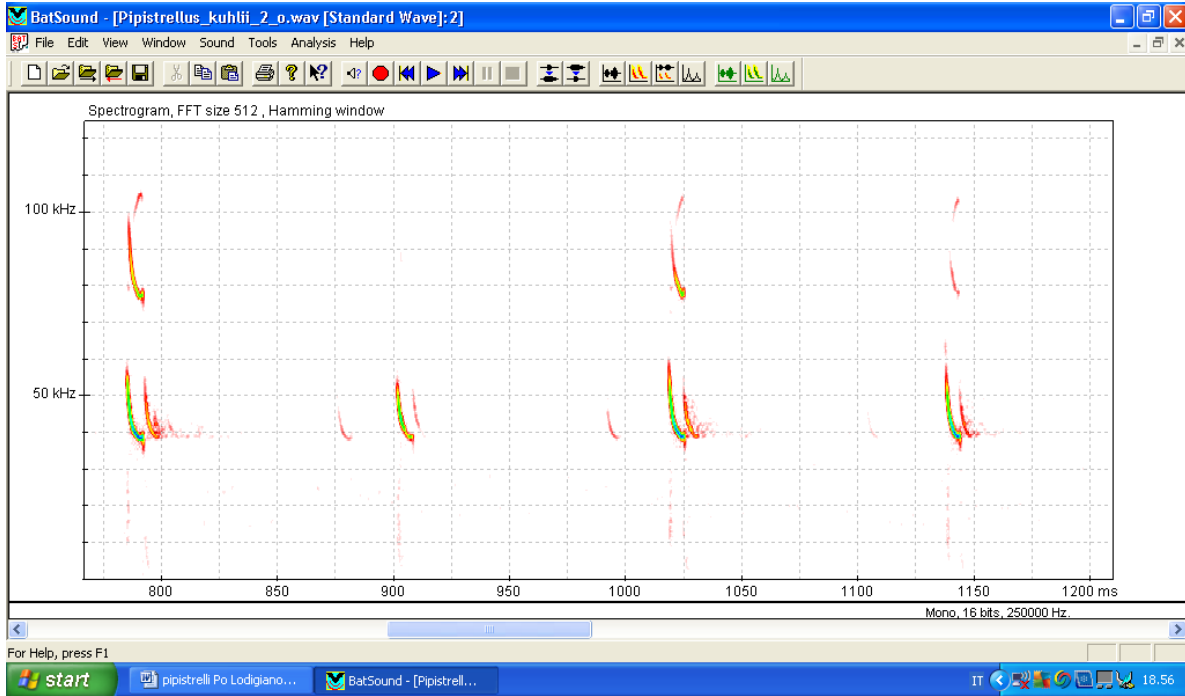 BatSound - [Pipistrellus_kuhlii_2_o.wav [Standard Wave]:2]
File Edit View Window Sound Tools Analysis Help
Spectrogram, FFT size 512 , Hamming window
100 kHz
50 kHz
800 850 900 950 1000 1050 1100 1150 1200 ms
Mono, 16 bits, 250000 Hz.
For Help, press F1
start pipistrelli Po Lodigiano... BatSound - [Pipistrell... IT 18.56